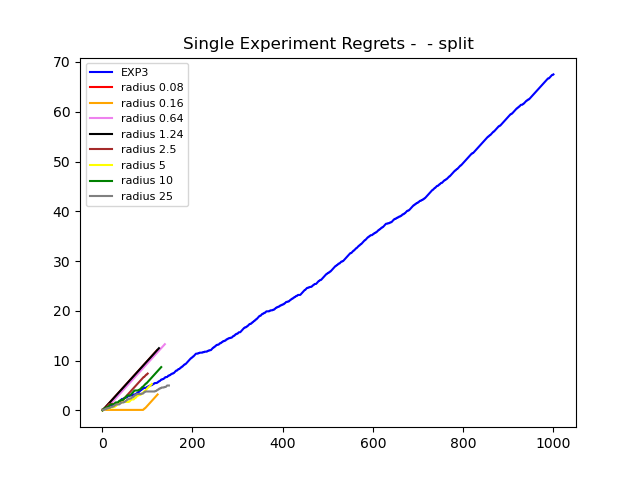 Single Experiment Regrets -  - split
70
60
50
40
30
20
10
0
EXP3
radius 0.08
radius 0.16
radius 0.64
radius 1.24
radius 2.5
radius 5
radius 10
radius 25
0 200 400 600 800 1000